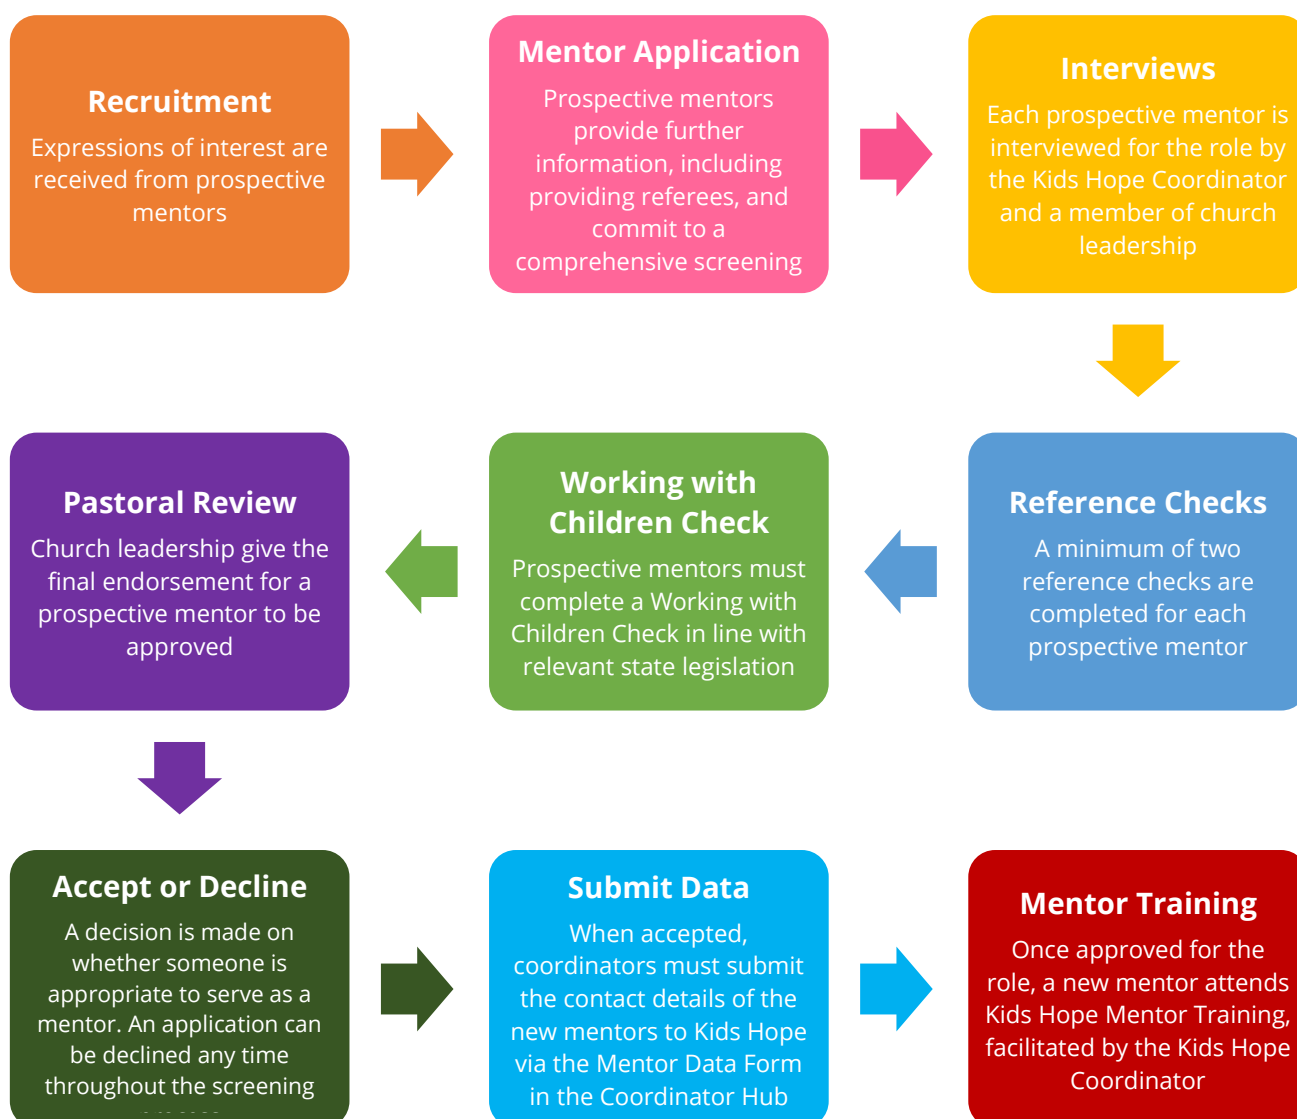 Recruitment
Expressions of interest are
received from prospective
mentors
Mentor Application
Prospective mentors
provide further
information, including
providing referees, and
commit to a
comprehensive screening
Interviews
Each prospective mentor is
interviewed for the role by
the Kids Hope Coordinator
and a member of church
leadership
Reference Checks
A minimum of two
reference checks are
completed for each
prospective mentor
Working with
Children Check
Prospective mentors must
complete a Working with
Children Check in line with
relevant state legislation
Pastoral Review
Church leadership give the
final endorsement for a
prospective mentor to be
approved
Accept or Decline
A decision is made on
whether someone is
appropriate to serve as a
mentor. An application can
be declined any time
throughout the screening
Submit Data
When accepted,
coordinators must submit
the contact details of the
new mentors to Kids Hope
via the Mentor Data Form
in the Coordinator Hub
Mentor Training
Once approved for the
role, a new mentor attends
Kids Hope Mentor Training,
facilitated by the Kids Hope
Coordinator